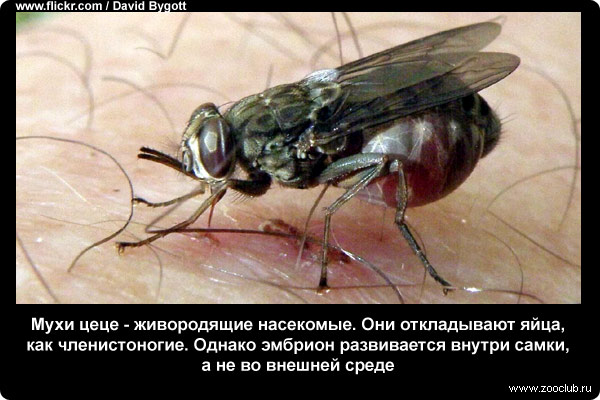 www.flickr.com / David Bygott
Мухи цеце - живородящие насекомые. Они откладывают яйца,
как членистоногие. Однако эмбрион развивается внутри самки,
а не во внешней среде
www.zooclub.ru